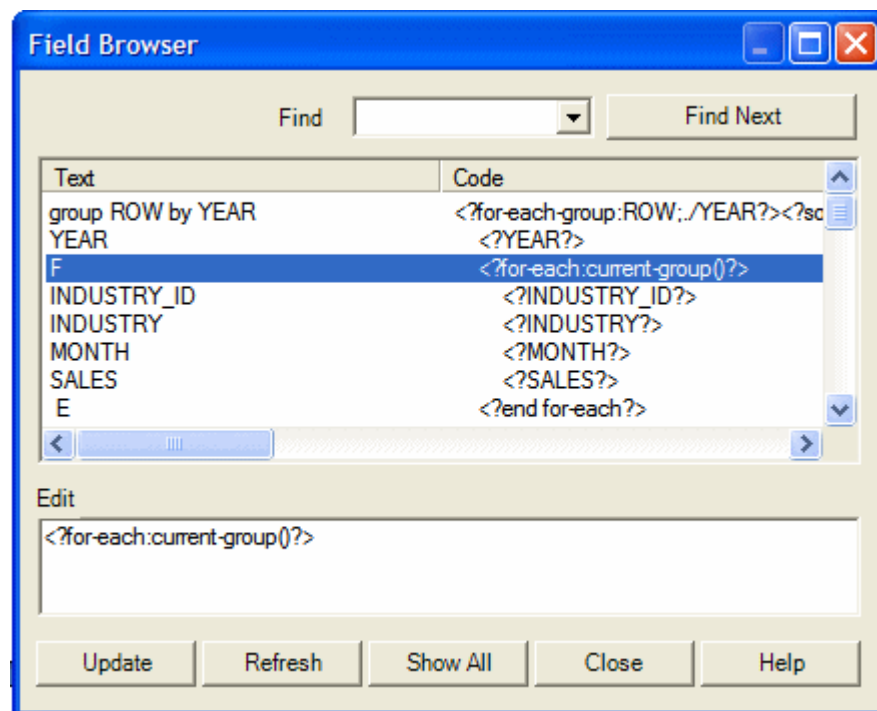 Field Browser
Find Find Next
Text Code
group ROW by YEAR <?for-each-group:ROW;./YEAR?><?so
YEAR <?YEAR?>
F <?for-each:current-group()?>
INDUSTRY_ID <?INDUSTRY_ID?>
INDUSTRY <?INDUSTRY?>
MONTH <?MONTH?>
SALES <?SALES?>
E <?end for-each?>
Edit
<?for-each:current-group()?>
Update Refresh Show All Close Help